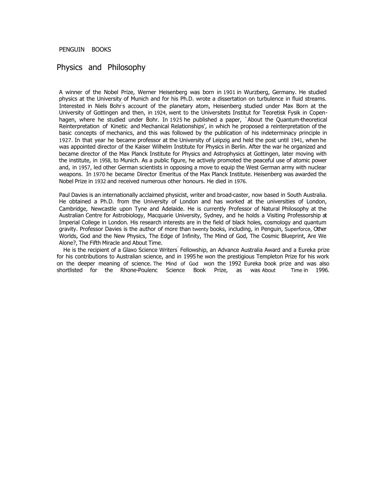 PENGUIN BOOKS
Physics and Philosophy
A winner of the Nobel Prize, Werner Heisenberg was born in 1901 in Wurzberg, Germany. He studied
physics at the University of Munich and for his Ph.D. wrote a dissertation on turbulence in fluid streams.
Interested in Niels Bohr's account of the planetary atom, Heisenberg studied under Max Born at the
University of Gottingen and then, in 1924, went to the Universitets Institut for Teoretisk Fysik in Copen-
hagen, where he studied under Bohr. In 1925 he published a paper, 'About the Quantum-theoretical
Reinterpretation of Kinetic and Mechanical Relationships', in which he proposed a reinterpretation of the
basic concepts of mechanics, and this was followed by the publication of his indeterminacy principle in
1927. In that year he became professor at the University of Leipzig and held the post until 1941, when he
was appointed director of the Kaiser Wilhelm Institute for Physics in Berlin. After the war he organized and
became director of the Max Planck Institute for Physics and Astrophysics at Gottingen, later moving with
the institute, in 1958, to Munich. As a public figure, he actively promoted the peaceful use of atomic power
and, in 1957, led other German scientists in opposing a move to equip the West German army with nuclear
weapons. In 1970 he became Director Emeritus of the Max Planck Institute. Heisenberg was awarded the
Nobel Prize in 1932 and received numerous other honours. He died in 1976.
Paul Davies is an internationally acclaimed physicist, writer and broad-caster, now based in South Australia.
He obtained a Ph.D. from the University of London and has worked at the universities of London,
Cambridge, Newcastle upon Tyne and Adelaide. He is currently Professor of Natural Philosophy at the
Australian Centre for Astrobiology, Macquarie University, Sydney, and he holds a Visiting Professorship at
Imperial College in London. His research interests are in the field of black holes, cosmology and quantum
gravity. Professor Davies is the author of more than twenty books, including, in Penguin, Superforce, Other
Worlds, God and the New Physics, The Edge of Infinity, The Mind of God, The Cosmic Blueprint, Are We
Alone?, The Fifth Miracle and About Time.
He is the recipient of a Glaxo Science Writers Fellowship, an Advance Australia Award and a Eureka prize
for his contributions to Australian science, and in 1995 he won the prestigious Templeton Prize for his work
on the deeper meaning of science. The Mind of God won the 1992 Eureka book prize and was also
shortlisted for the Rhone-Poulenc Science Book Prize, as was About Time in 1996.